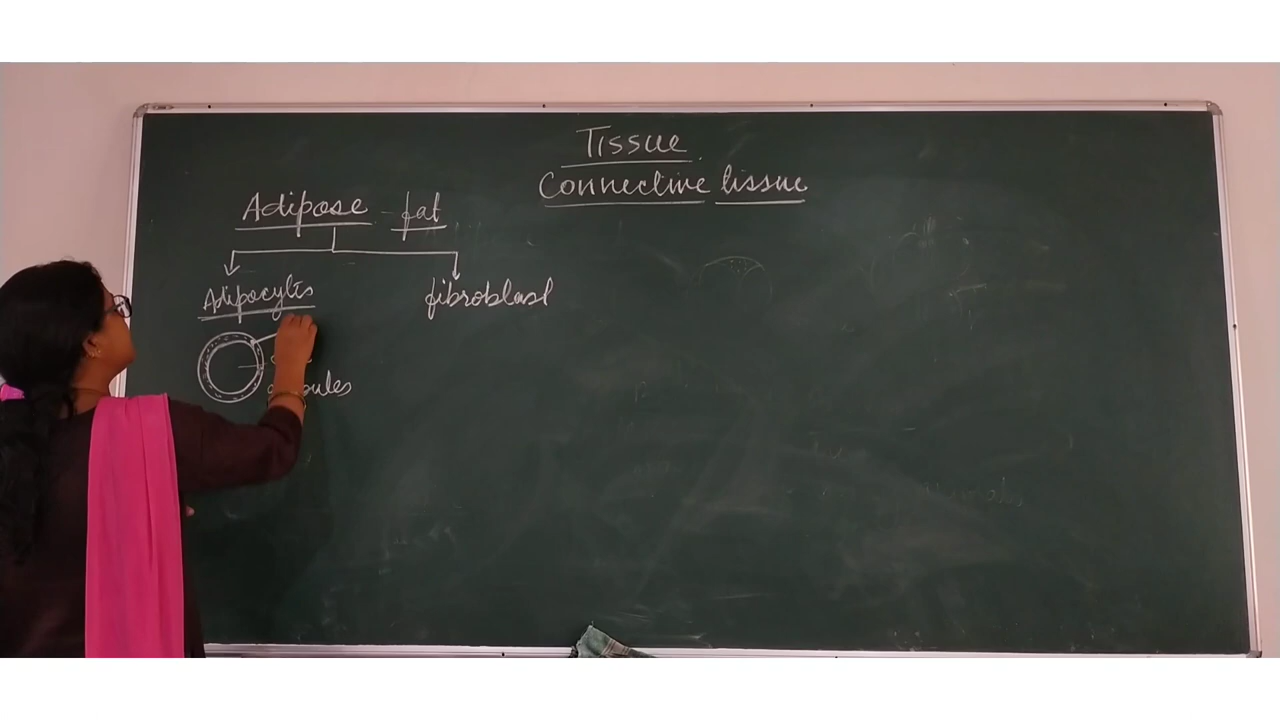 Tissue
Connective tissue
Adipose - fat
Adipocytes
fibroblast